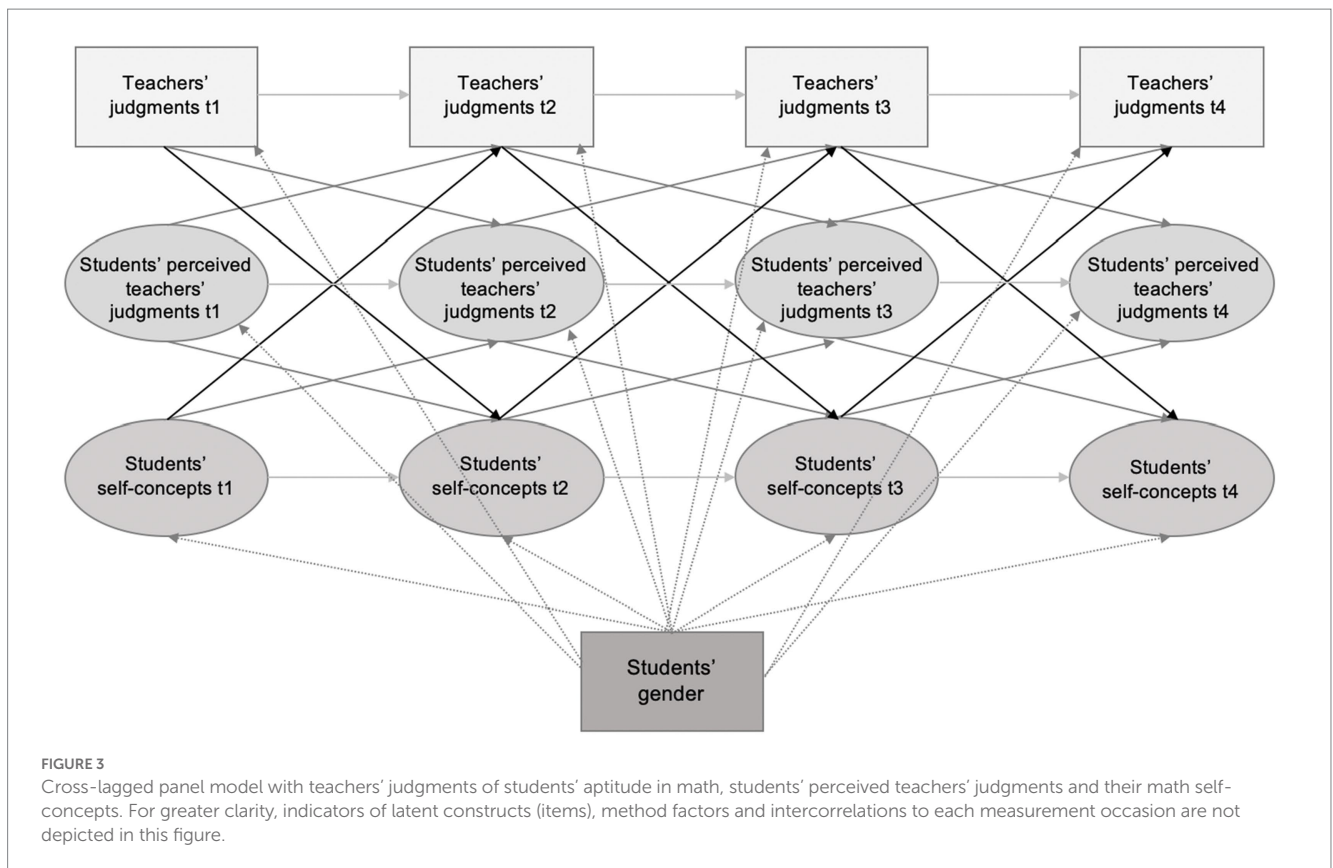 Teachers'
judgments t1
Teachers'
judgments t2
Teachers'
judgments t3
Teachers'
judgments t4
Students' perceived
teachers'
judgments t1
Students' perceived
teachers'
judgments t2
Students' perceived
teachers'
judgments t3
Students' perceived
teachers'
judgments t4
Students'
self-concepts t1
Students'
self-concepts t2
Students'
self-concepts t3
Students'
self-concepts t4
Students'
gender
FIGURE 3
Cross-lagged panel model with teachers' judgments of students' aptitude in math, students' perceived teachers' judgments and their math self-
concepts. For greater clarity, indicators of latent constructs (items), method factors and intercorrelations to each measurement occasion are not
depicted in this figure.